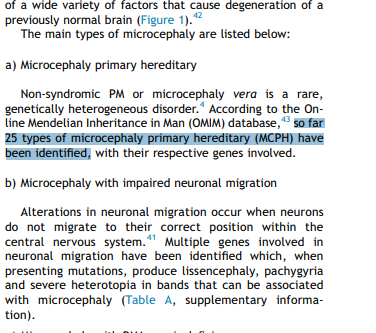 of a wide variety of factors that cause degeneration of a
previously normal brain (Figure 1).42
The main types of microcephaly are listed below:
a) Microcephaly primary hereditary
Non-syndromic PM or microcephaly vera is a rare,
genetically heterogeneous disorder.4 According to the On-
line Mendelian Inheritance in Man (OMIM) database,43 so far
25 types of microcephaly primary hereditary (MCPH) have
been identified, with their respective genes involved.
b) Microcephaly with impaired neuronal migration
Alterations in neuronal migration occur when neurons
do not migrate to their correct position within the
central nervous system.41 Multiple genes involved in
neuronal migration have been identified which, when
presenting mutations, produce lissencephaly, pachygyria
and severe heterotopia in bands that can be associated
with microcephaly (Table A, supplementary informa-
tion).